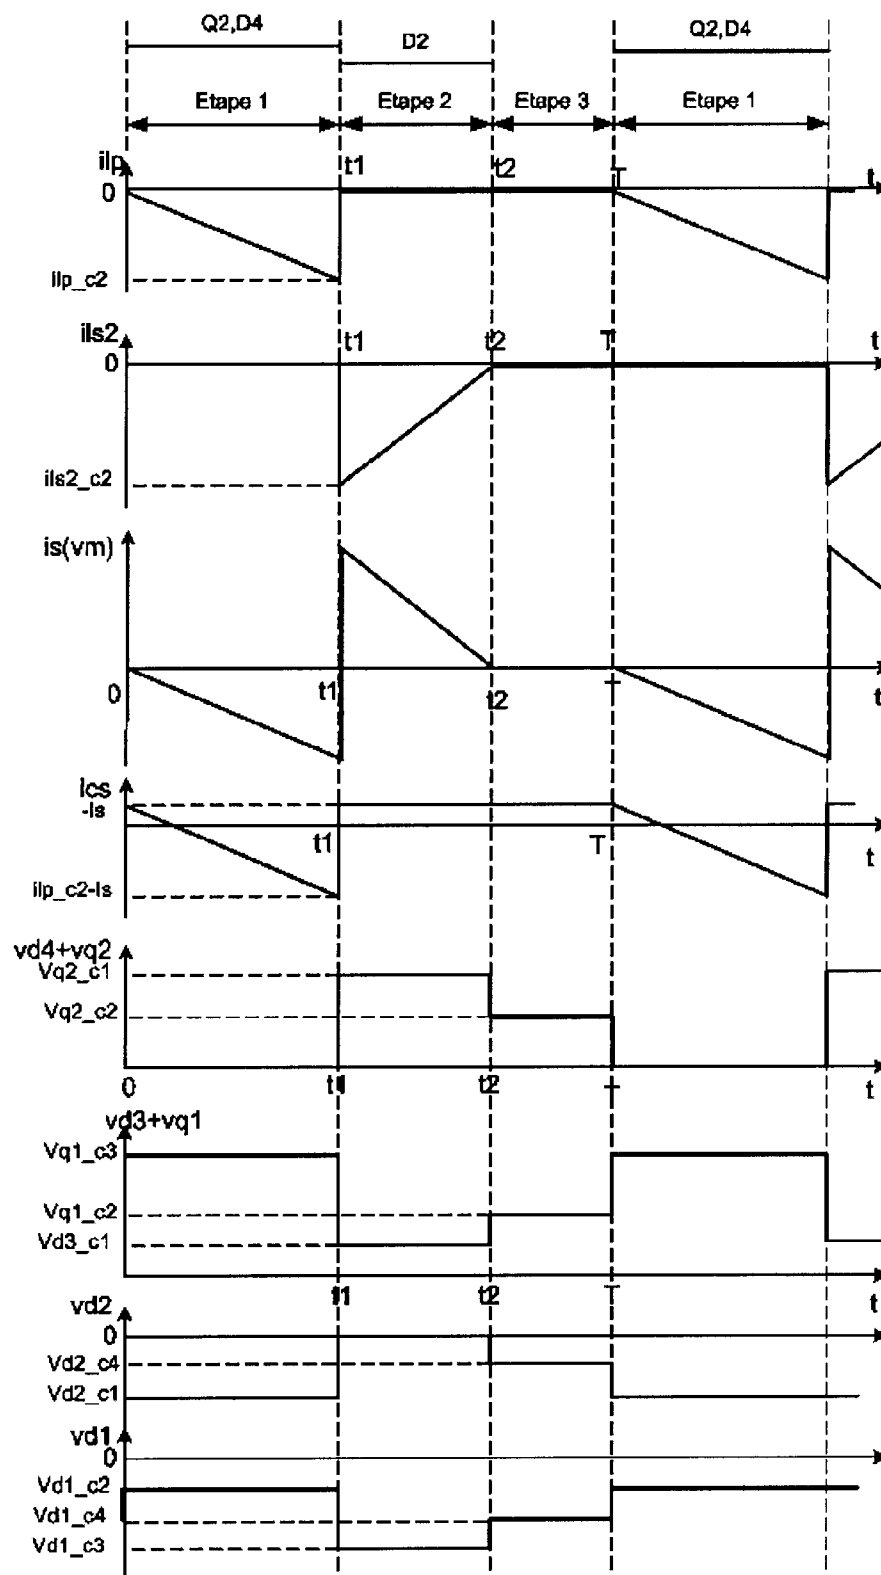 Q2,D4
D2
Q2,D4
Etape 1
Etape 2
Etape 3
Etape 1
ilp
t1
t2
T
t
0
ilp_c2
ils2
t1
t2
T
t
0
ils2_c2
is(vm)
0
t1
t2
T
t
Ics
-Is
t1
T
t
ilp_c2-Is
vd4+vq2
Vq2_c1
Vq2_c2
0
t1
t2
T
t
vd3+vq1
Vq1_c3
Vq1_c2
Vd3_c1
t1
t2
T
t
vd2
0
Vd2_c4
Vd2_c1
vd1
0
Vd1_c2
Vd1_c4
Vd1_c3